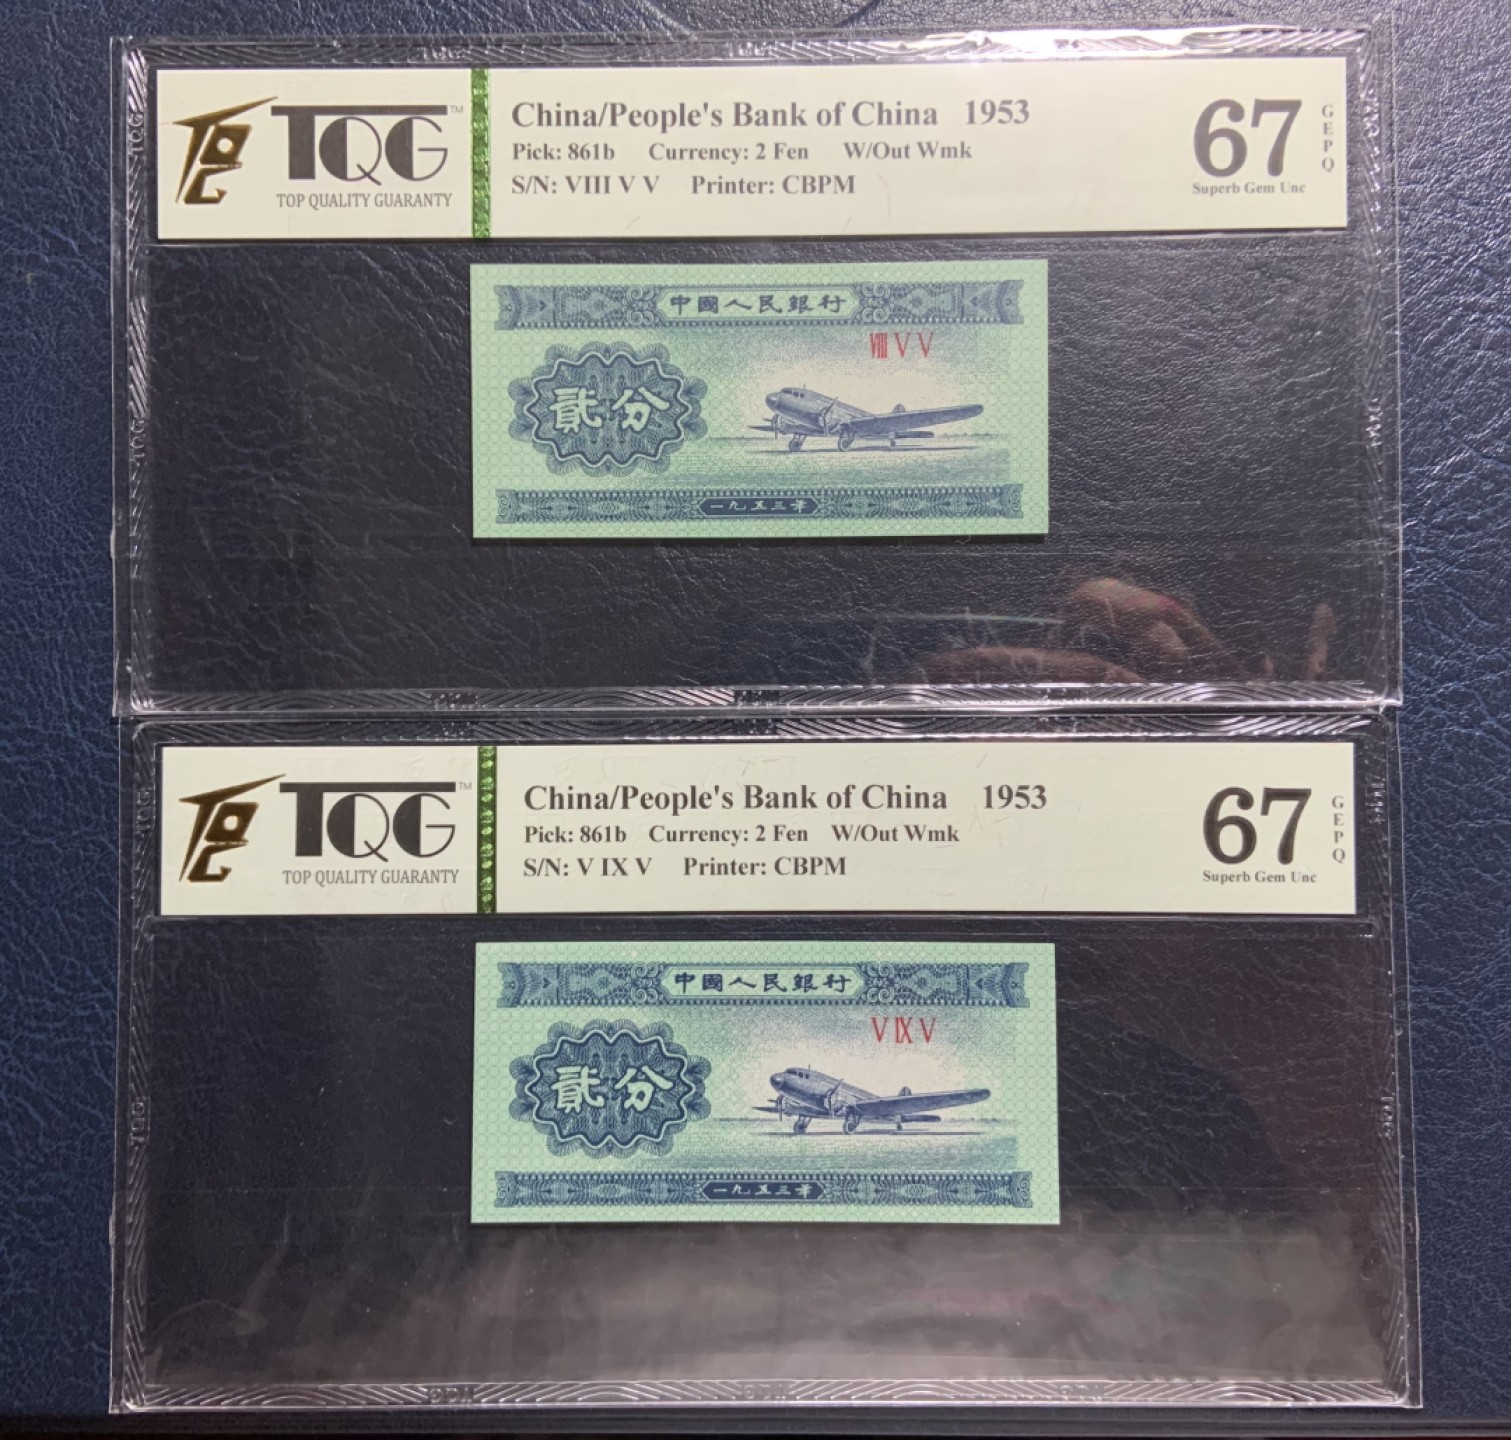 TQG™
TOP QUALITY GUARANTY
China/People's Bank of China 1953
Pick: 861b Currency: 2 Fen W/Out Wmk
S/N: VIII V V Printer: CBPM
67
Superb Gem Unc
GEPQ
中國人民銀行
VIII V V
貳分
一九五三年
TQG™
TOP QUALITY GUARANTY
China/People's Bank of China 1953
Pick: 861b Currency: 2 Fen W/Out Wmk
S/N: V IX V Printer: CBPM
67
Superb Gem Unc
GEPQ
中國人民銀行
V IX V
貳分
一九五三年